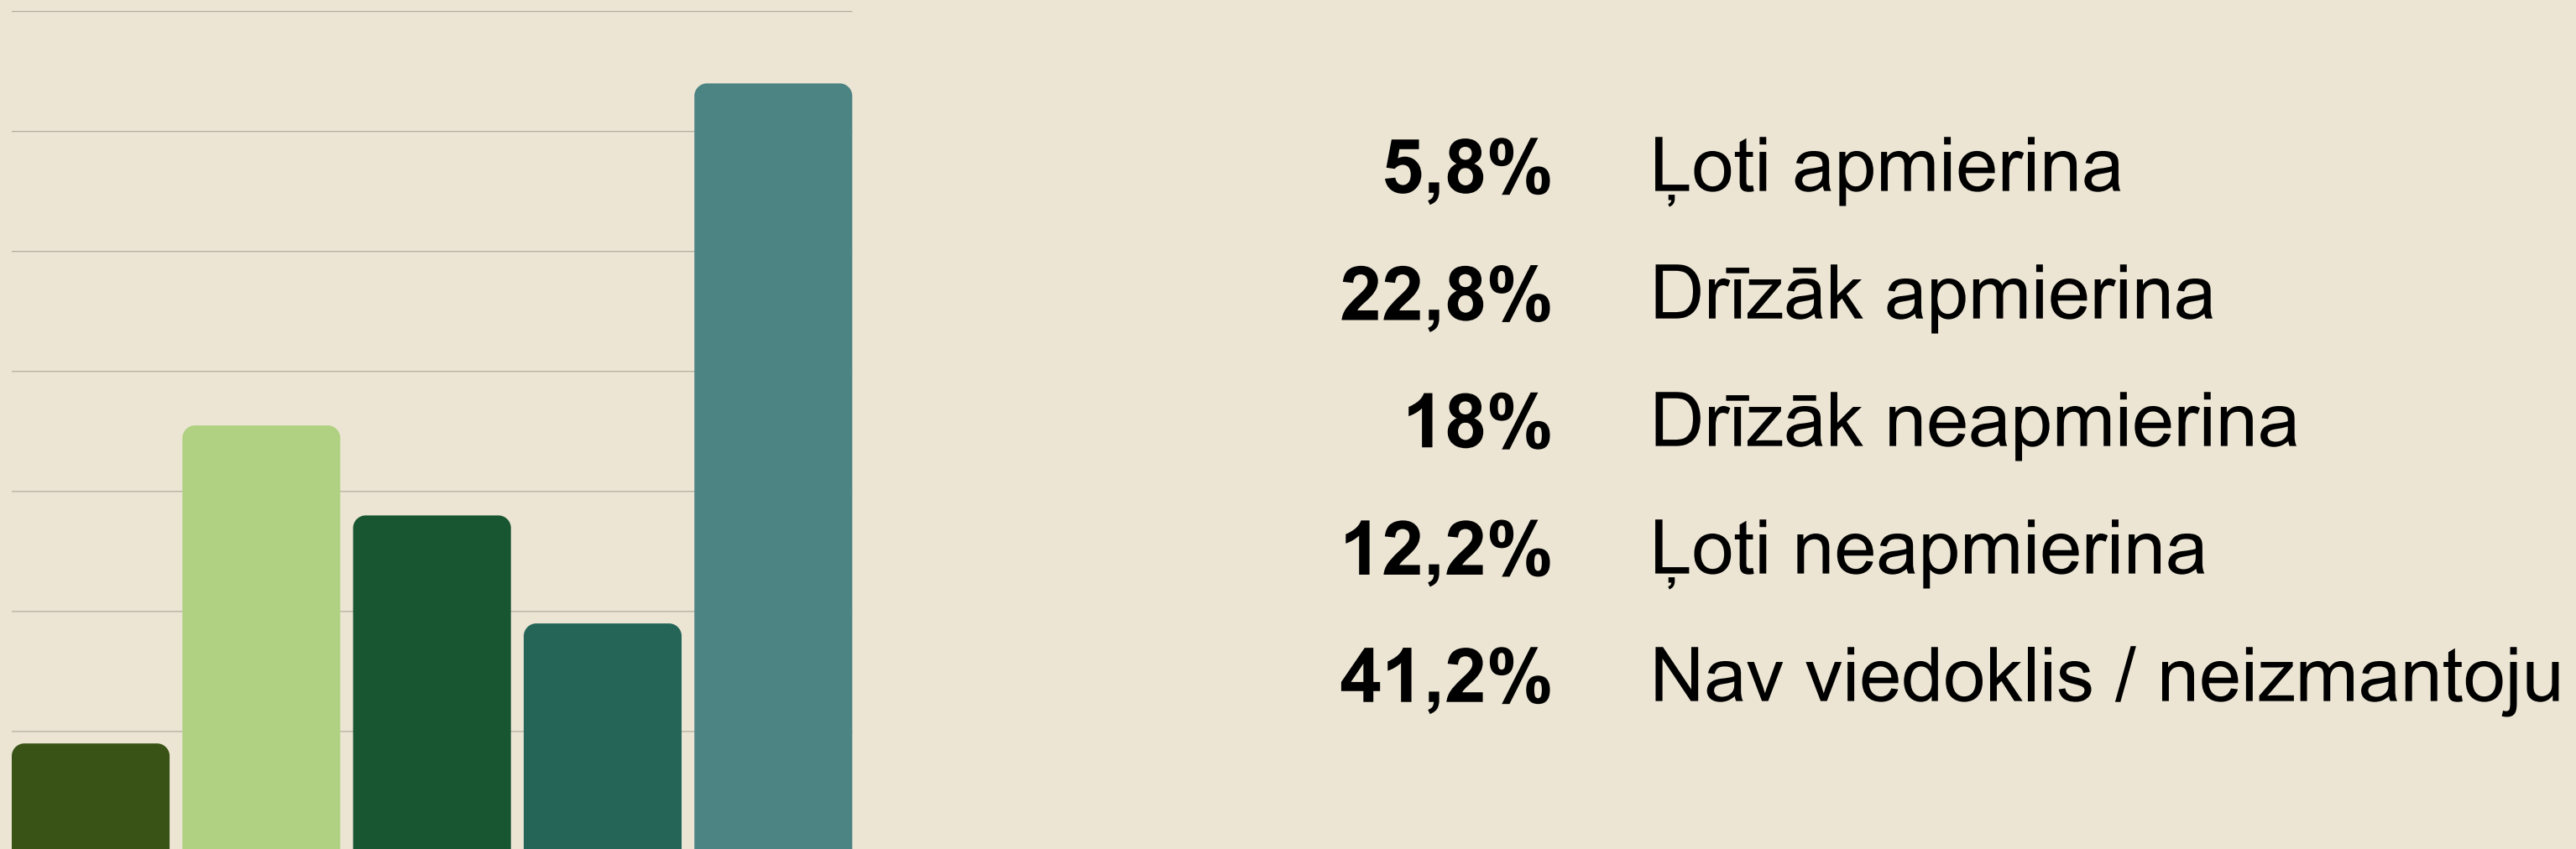 5,8% Ļoti apmierina
22,8% Drīzāk apmierina
18% Drīzāk neapmierina
12,2% Ļoti neapmierina
41,2% Nav viedoklis / neizmantoju